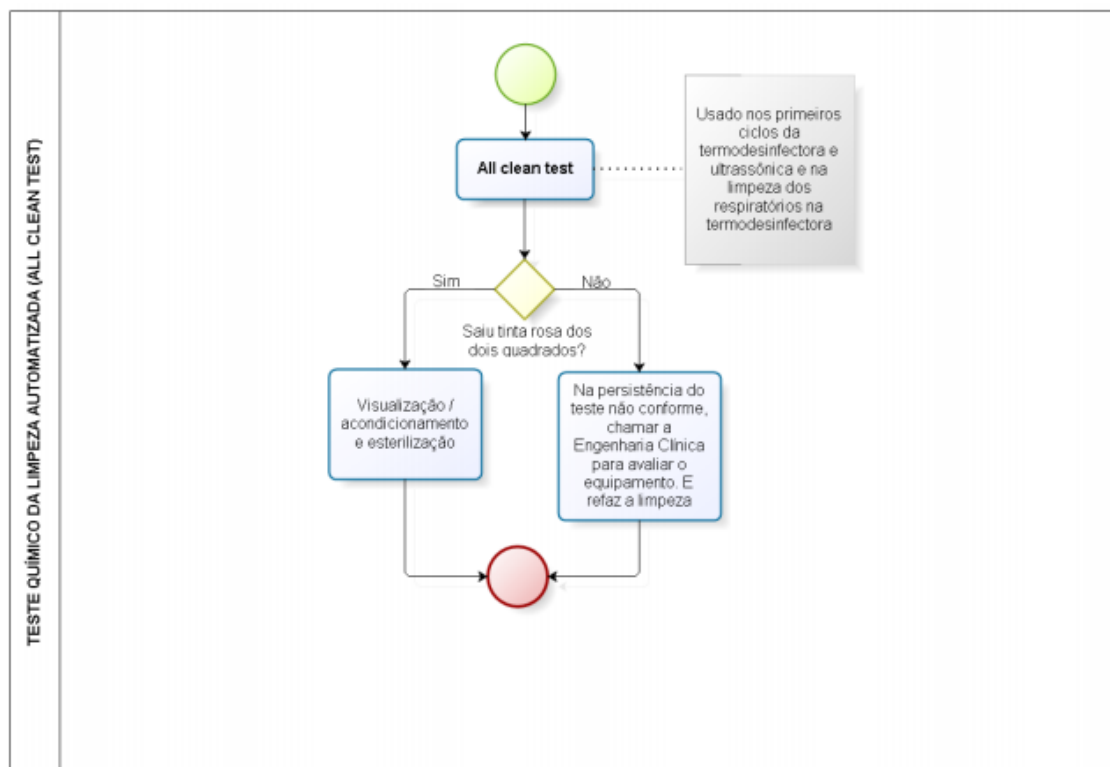 TESTE QUÍMICO DA LIMPEZA AUTOMATIZADA (ALL CLEAN TEST)
All clean test
Usado nos primeiros
ciclos da
termodesinfectora e
ultrassônica e na
limpeza dos
respiratórios na
termodesinfectora
Sim
Não
Saiu tinta rosa dos
dois quadrados?
Visualização /
acondicionamento
e esterilização
Na persistência do
teste não conforme,
chamar a
Engenharia Clínica
para avaliar o
equipamento. E
refaz a limpeza